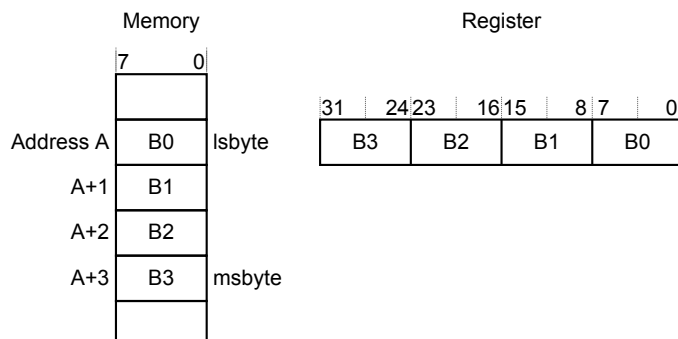 Memory
Register
7 0
31 24 23 16 15 8 7 0
Address A B0 lsbyte
B3 B2 B1 B0
A+1 B1
A+2 B2
A+3 B3 msbyte